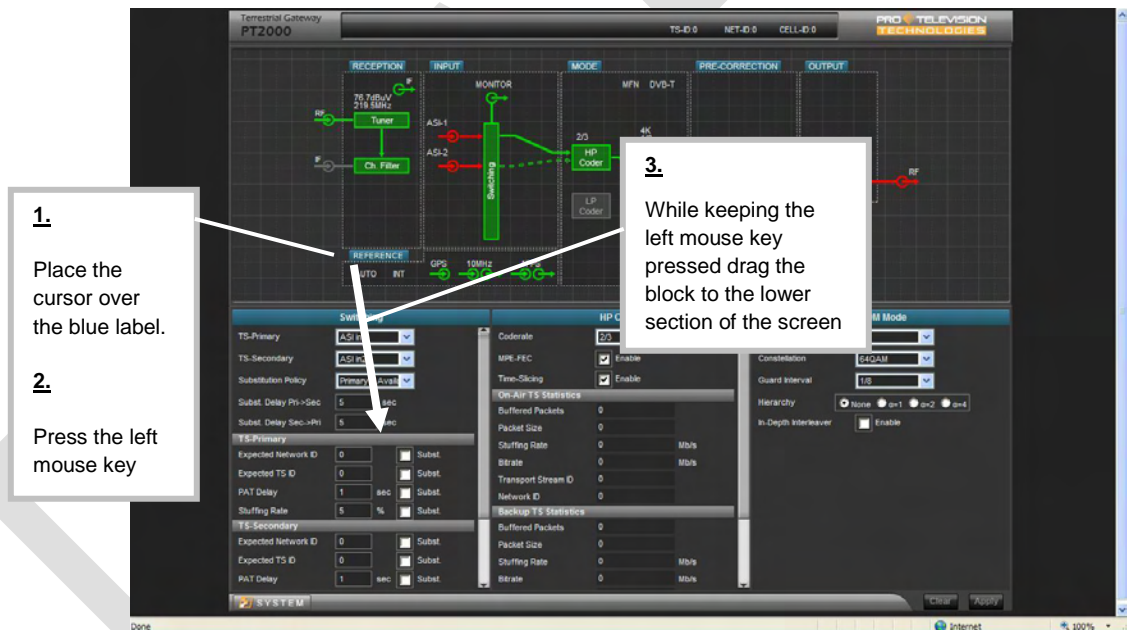 Terrestrial Gateway
PT2000
TS-ID:0 NET-ID:0 CELL-ID:0
PRO TELEVISION
TECHNOLOGIES
RECEPTION INPUT MODE PRE-CORRECTION OUTPUT
IF
MONITOR
MFN DVB-T
76.7dBuV
219.5MHz
RF
Tuner
ASI-1
2/3
4K
IF
Ch. Filter
ASI-2
Switching
HP
Coder
LP
Coder
RF
REFERENCE
INT
GPS
1.
Place the
cursor over
the blue label.
2.
Press the left
mouse key
3.
While keeping the
left mouse key
pressed drag the
block to the lower
section of the screen
TS-Primary
TS-Secondary
Substitution Policy
Subst. Delay Pri->Sec 5 sec
Subst. Delay Sec->Pri 5
TS-Primary
Expected Network ID 0 Subst.
Expected TS ID 0 Subst.
PAT Delay 1 sec Subst.
Stuffing Rate 5 % Subst.
TS-Secondary
Expected Network ID 0 Subst.
Expected TS ID 0 Subst.
PAT Delay 1 sec Subst.
Coderate 2/3
MPE-FEC Enable
Time-Slicing Enable
On-Air TS Statistics
Buffered Packets 0
Packet Size 0
Stuffing Rate 0 Mb/s
Bitrate 0 Mb/s
Transport Stream ID 0
Network ID 0
Backup TS Statistics
Buffered Packets 0
Packet Size 0
Stuffing Rate 0 Mb/s
Bitrate 0 Mb/s
Mode
Constellation 64QAM
Guard Interval 1/8
Hierarchy None α=1 α=2 α=4
In-Depth Interleaver Enable
SYSTEM
Clear Apply
Done Internet 100%